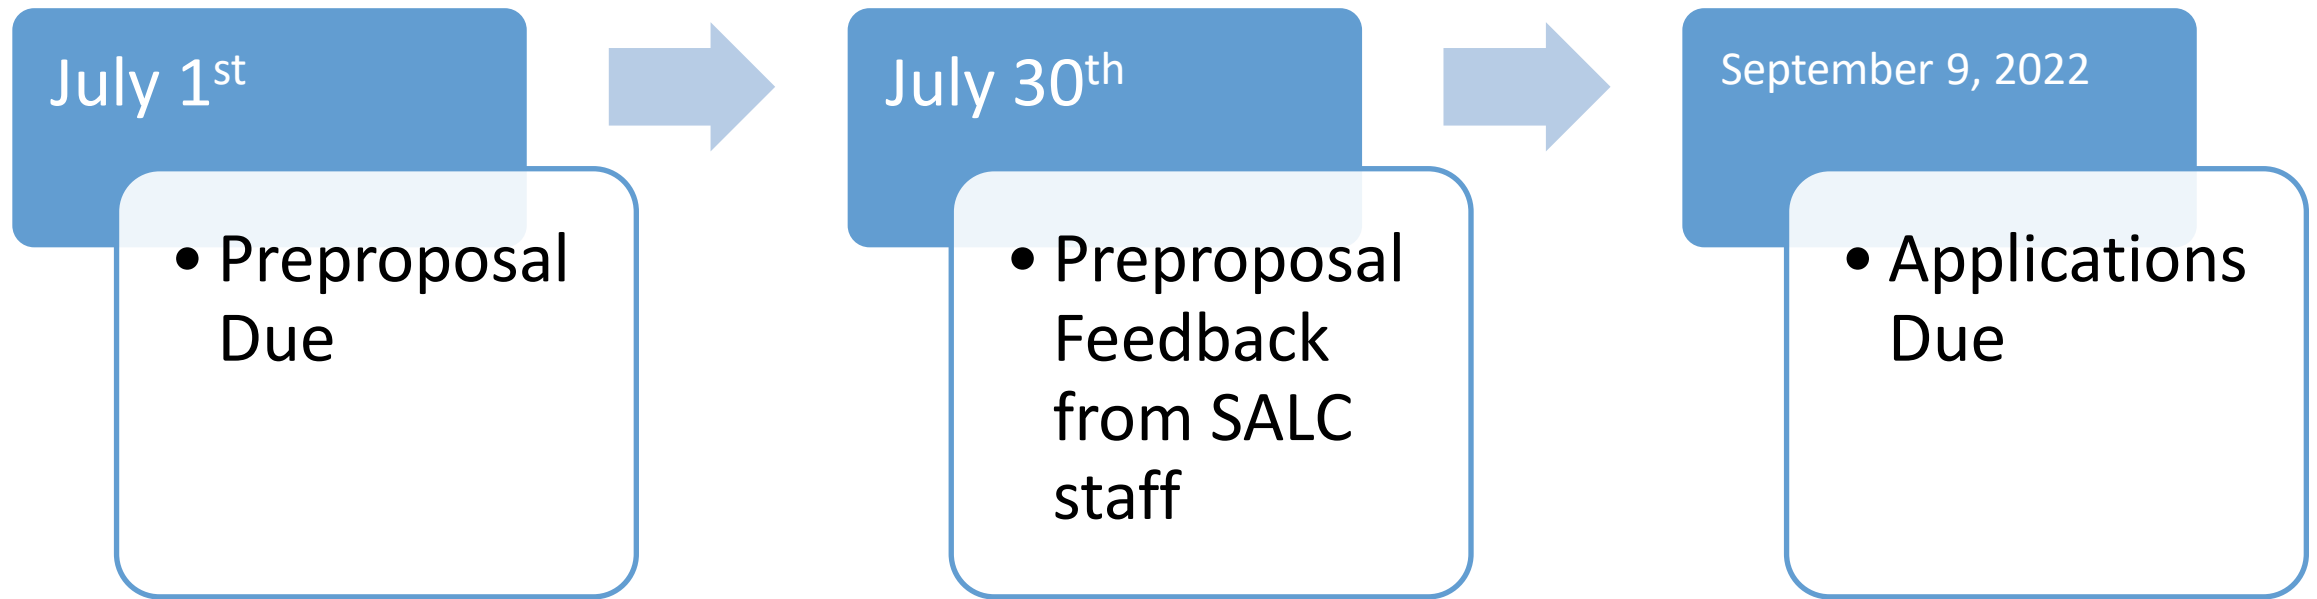 July 1st
• Preproposal
Due
July 30th
• Preproposal
Feedback
from SALC
staff
September 9, 2022
• Applications
Due